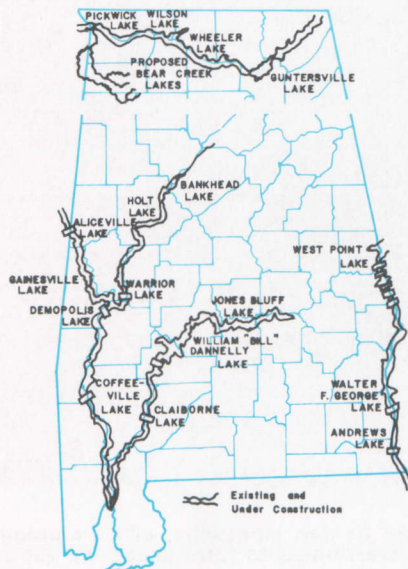 PICKWICK WILSON
LAKE LAKE
WHEELER
LAKE
PROPOSED
BEAR CREEK
LAKES
GUNTERSVILLE
LAKE
BANKHEAD
LAKE
HOLT
LAKE
ALICEVILLE
LAKE
WEST POINT
LAKE
GAINESVILLE
LAKE
WARRIOR
LAKE
DEMOPOLIS
LAKE
JONES BLUFF
LAKE
WILLIAM "BILL"
DANNELLY
LAKE
COFFEE-
VILLE
LAKE
CLAIBORNE
LAKE
WALTER
F. GEORGE
LAKE
ANDREWS
LAKE
Existing and
Under Construction